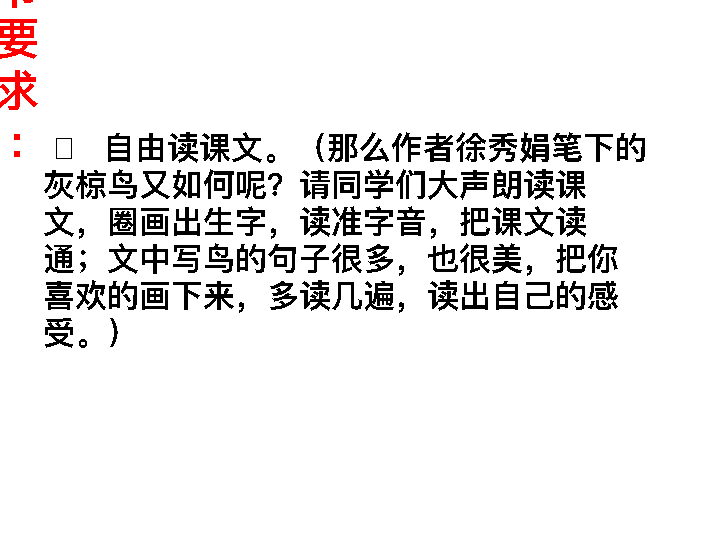 要求：
□ 自由读课文。（那么作者徐秀娟笔下的
灰椋鸟又如何呢？请同学们大声朗读课
文，圈画出生字，读准字音，把课文读
通；文中写鸟的句子很多，也很美，把你
喜欢的画下来，多读几遍，读出自己的感
受。）